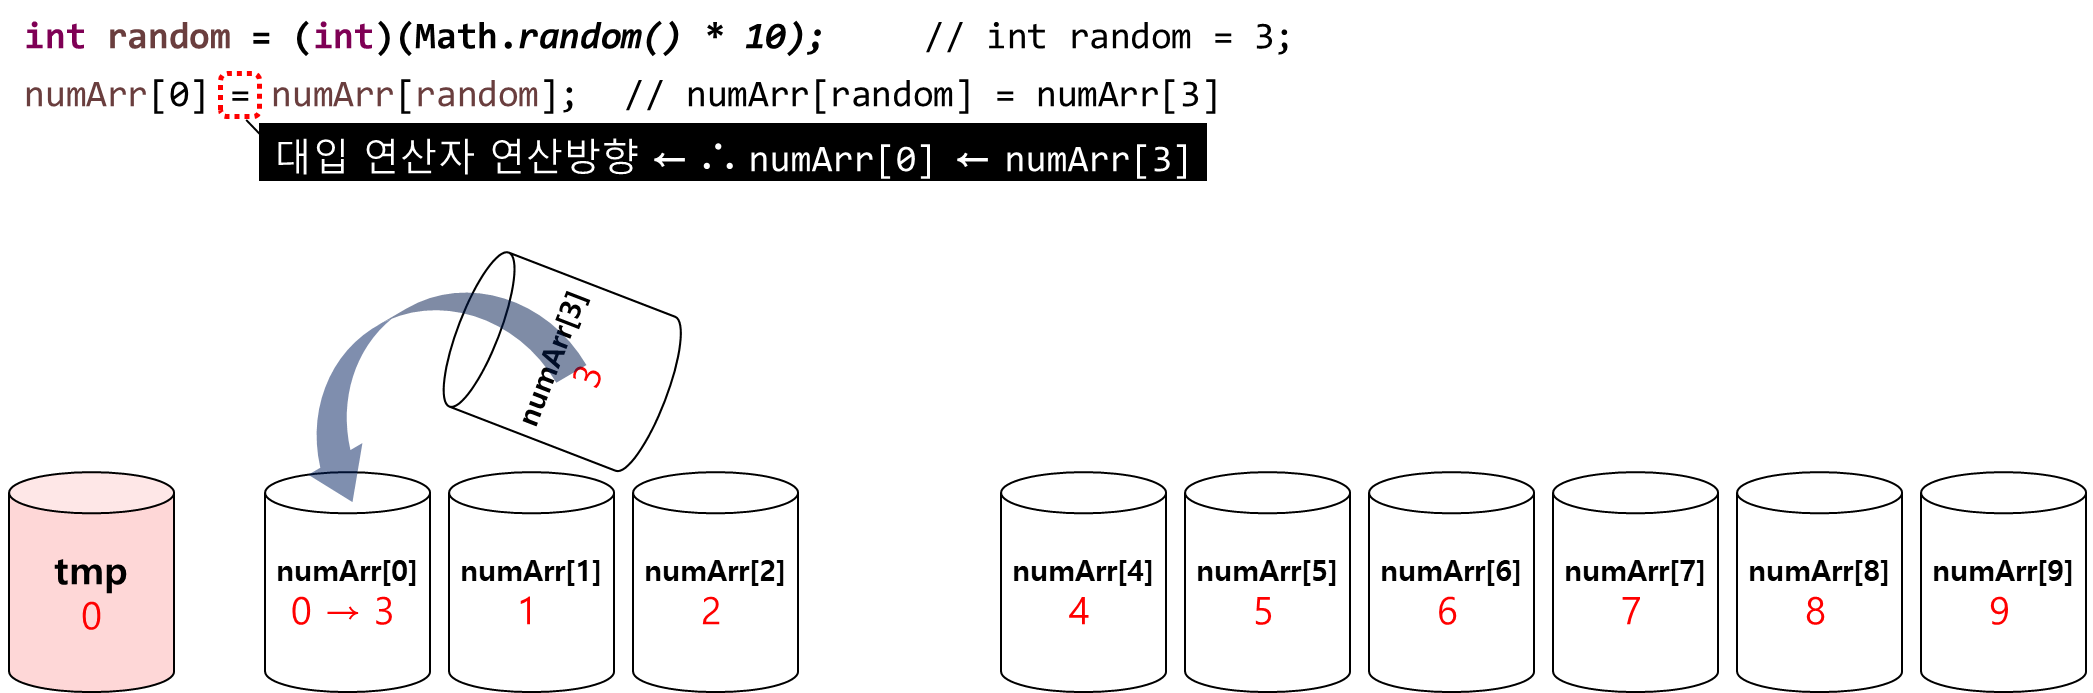 int random = (int)(Math.random() * 10); // int random = 3;
numArr[0] = numArr[random]; // numArr[random] = numArr[3]
대입 연산자 연산방향 ← ∴ numArr[0] ← numArr[3]
numArr[3]
3
tmp
0
numArr[0]
0 → 3
numArr[1]
1
numArr[2]
2
numArr[4]
4
numArr[5]
5
numArr[6]
6
numArr[7]
7
numArr[8]
8
numArr[9]
9